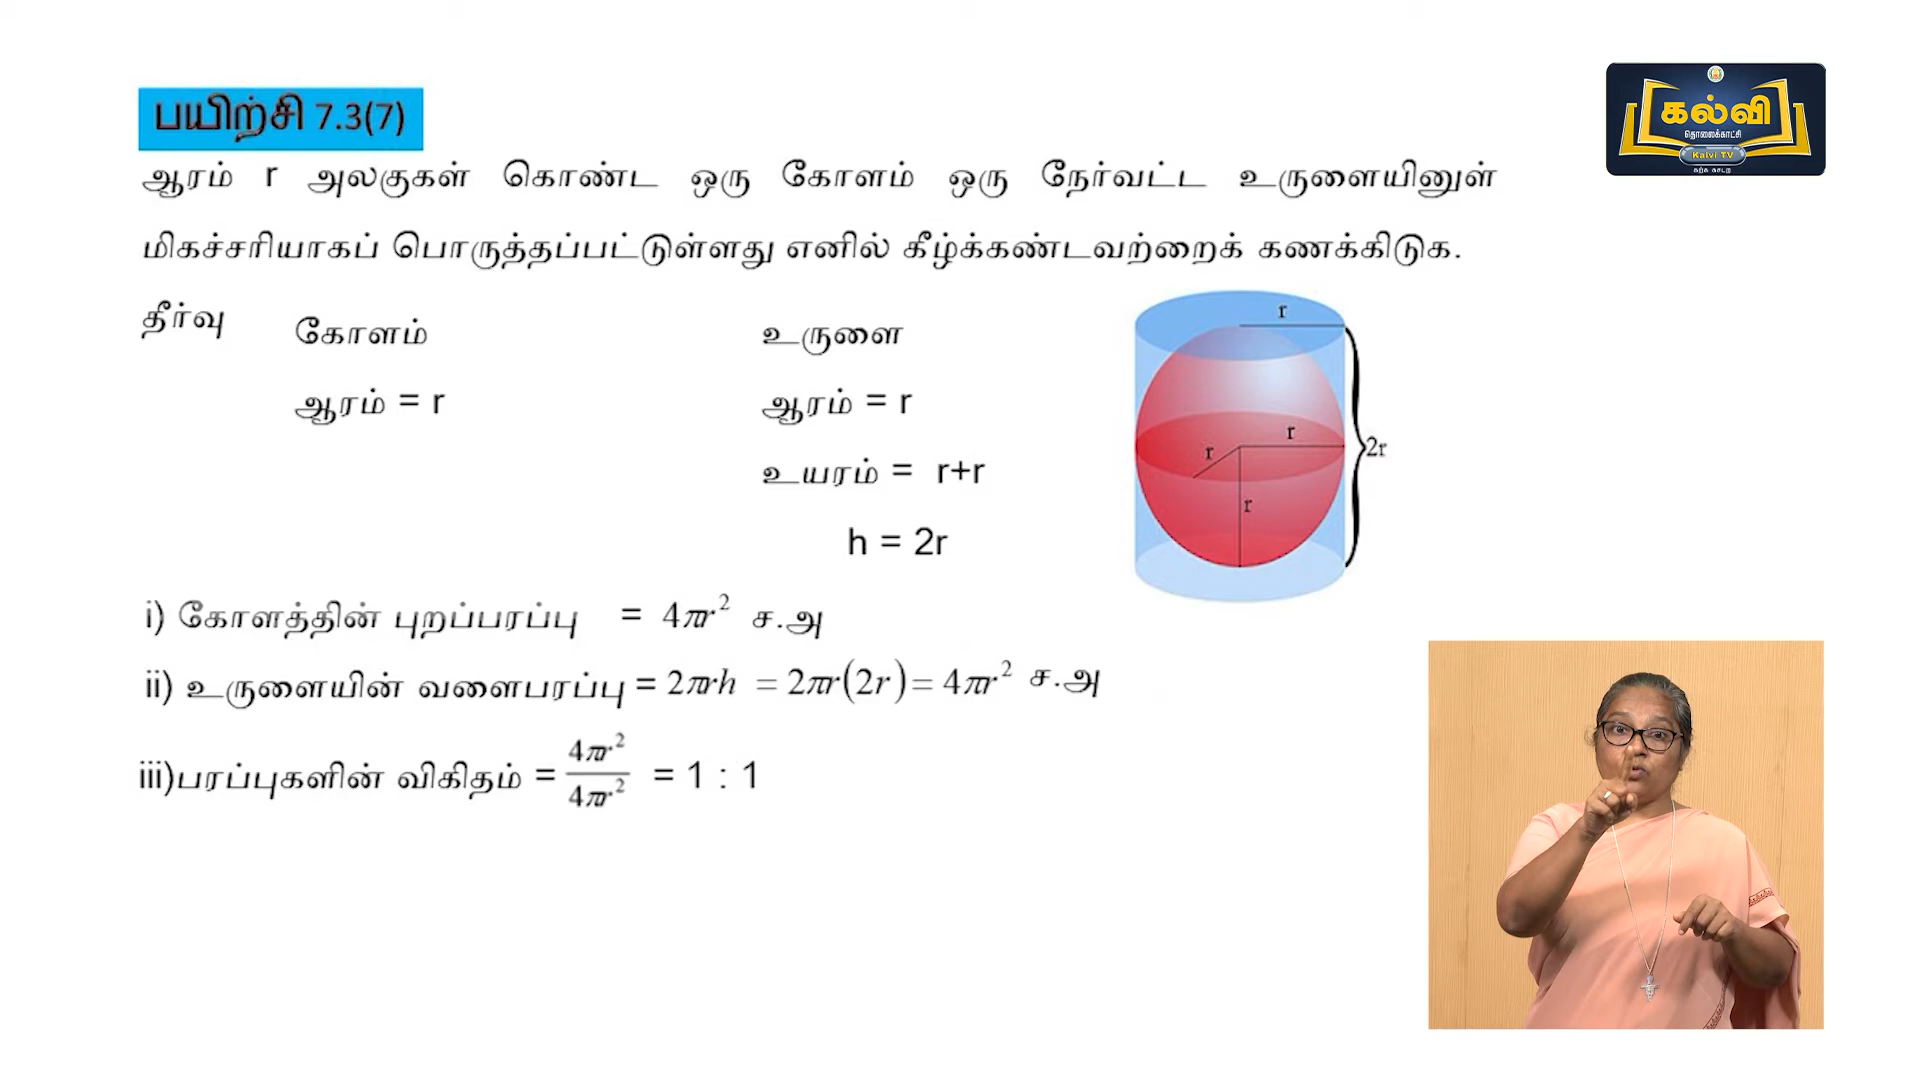 பயிற்சி 7.3(7)
கல்வி
தொலைக்காட்சி
Kalvi TV
கற்க கசடற
ஆரம் r அலகுகள் கொண்ட ஒரு கோளம் ஒரு நேர்வட்ட உருளையினுள்
மிகச்சரியாகப் பொருத்தப்பட்டுள்ளது எனில் கீழ்க்கண்டவற்றைக் கணக்கிடுக.
தீர்வு
கோளம்
ஆரம் = r
உருளை
ஆரம் = r
உயரம் = r+r
h = 2r
r
r
r
r
2r
i) கோளத்தின் புறப்பரப்பு = 4πr² ச.அ
ii) உருளையின் வளைபரப்பு = 2πrh = 2πr(2r) = 4πr² ச.அ
iii)பரப்புகளின் விகிதம் = 4πr²/4πr² = 1 : 1